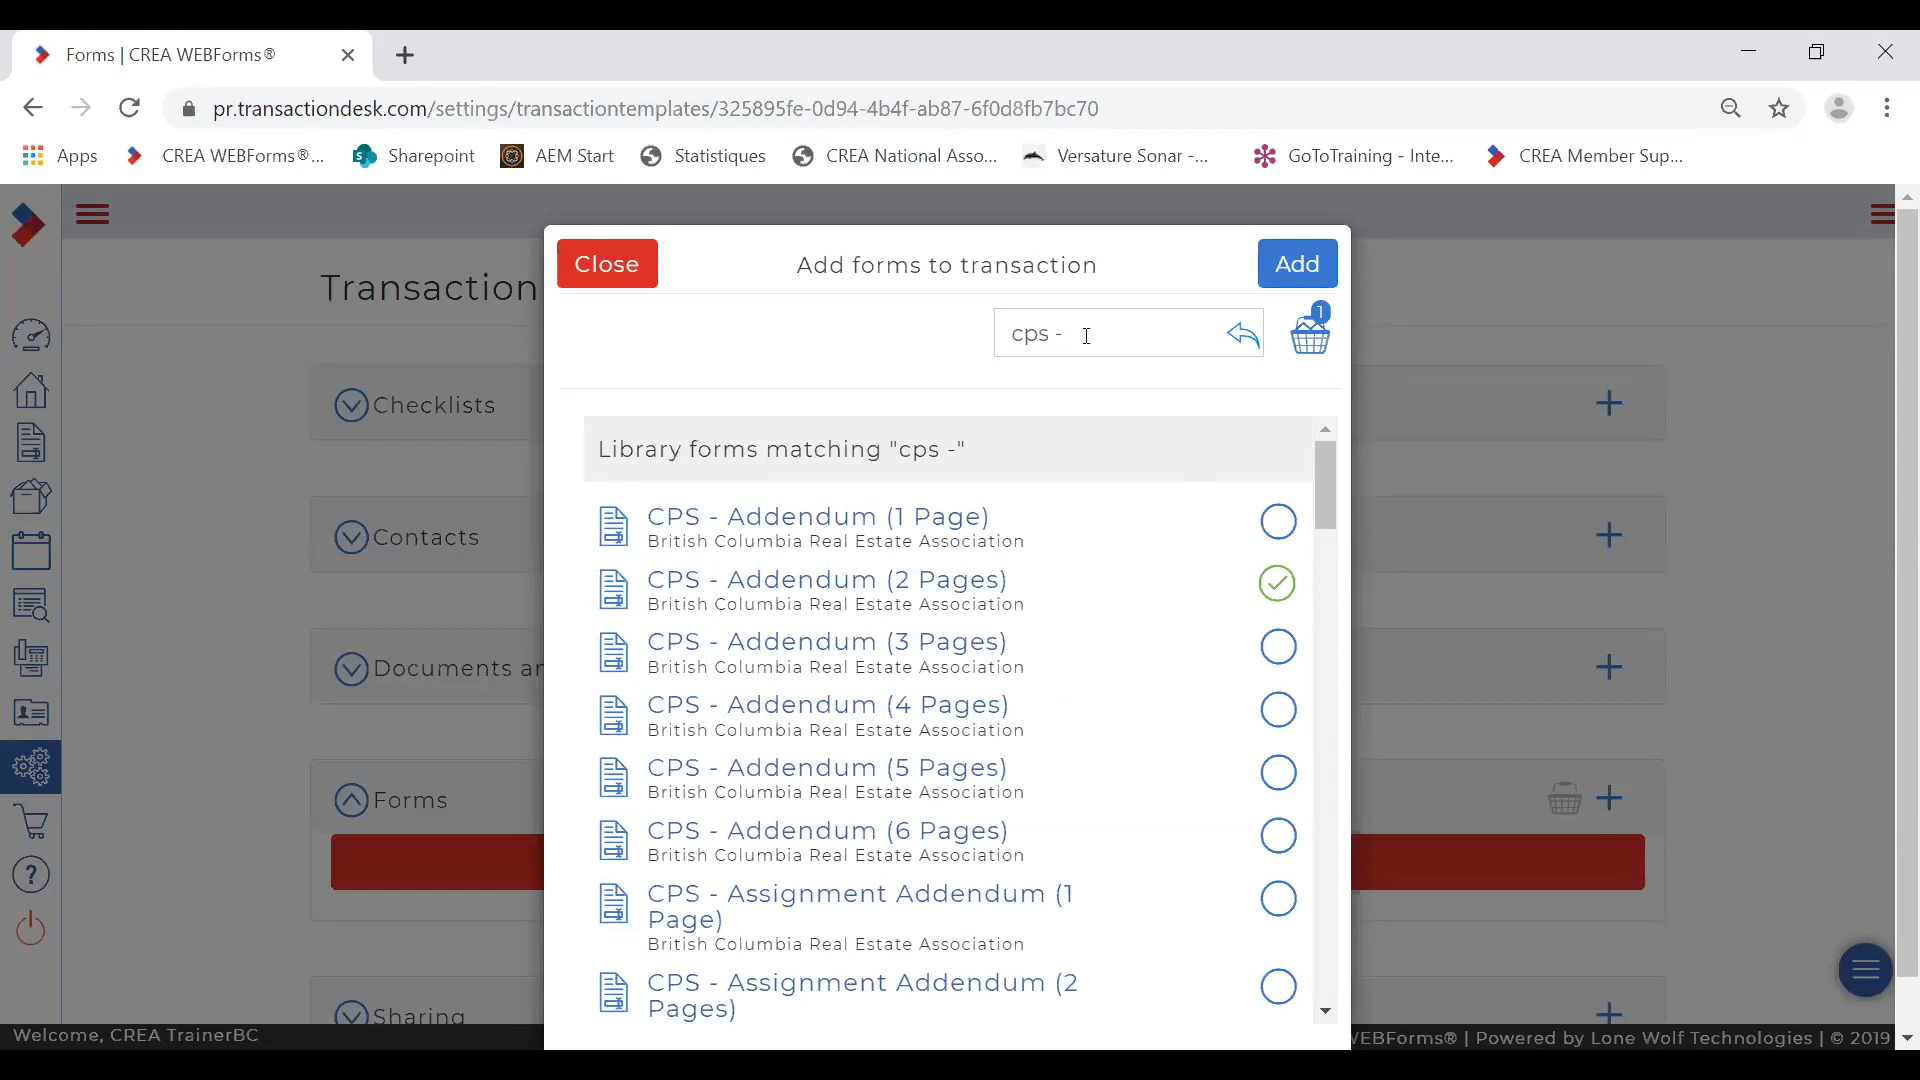 Forms | CREA WEBForms®
pr.transactiondesk.com/settings/transactiontemplates/325895fe-0d94-4b4f-ab87-6f0d8fb7bc70
Apps CREA WEBForms®... Sharepoint AEM Start Statistiques CREA National Asso... Versature Sonar -... GoToTraining - Inte... CREA Member Sup...
Close Add forms to transaction Add
Transaction
cps - 1
Checklists
Library forms matching "cps -"
CPS - Addendum (1 Page)
British Columbia Real Estate Association
Contacts
CPS - Addendum (2 Pages)
British Columbia Real Estate Association
CPS - Addendum (3 Pages)
British Columbia Real Estate Association
Documents an
CPS - Addendum (4 Pages)
British Columbia Real Estate Association
CPS - Addendum (5 Pages)
British Columbia Real Estate Association
Forms
CPS - Addendum (6 Pages)
British Columbia Real Estate Association
CPS - Assignment Addendum (1
Page)
British Columbia Real Estate Association
CPS - Assignment Addendum (2
Pages)
Sharing
Welcome, CREA TrainerBC
WEBForms® | Powered by Lone Wolf Technologies | © 2019